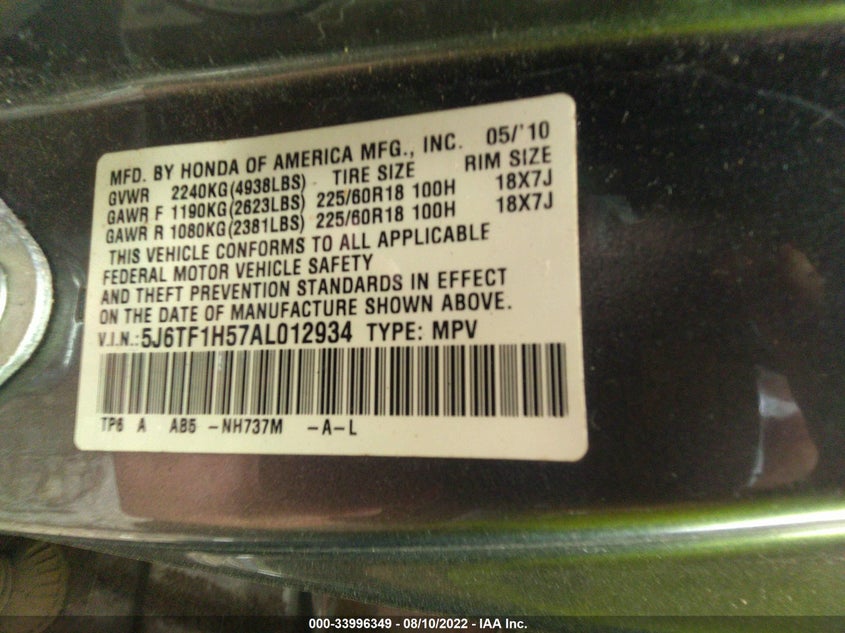 MFD. BY HONDA OF AMERICA MFG., INC. 05/'10
GVWR 2240KG(4938LBS) TIRE SIZE RIM SIZE
GAWR F 1190KG(2623LBS) 225/60R18 100H 18X7J
GAWR R 1080KG(2381LBS) 225/60R18 100H 18X7J
THIS VEHICLE CONFORMS TO ALL APPLICABLE
FEDERAL MOTOR VEHICLE SAFETY
AND THEFT PREVENTION STANDARDS IN EFFECT
ON THE DATE OF MANUFACTURE SHOWN ABOVE.
V.I.N.:5J6TF1H57AL012934 TYPE: MPV
TP6 A AB5 -NH737M -A-L
000-33996349 - 08/10/2022 - IAA Inc.